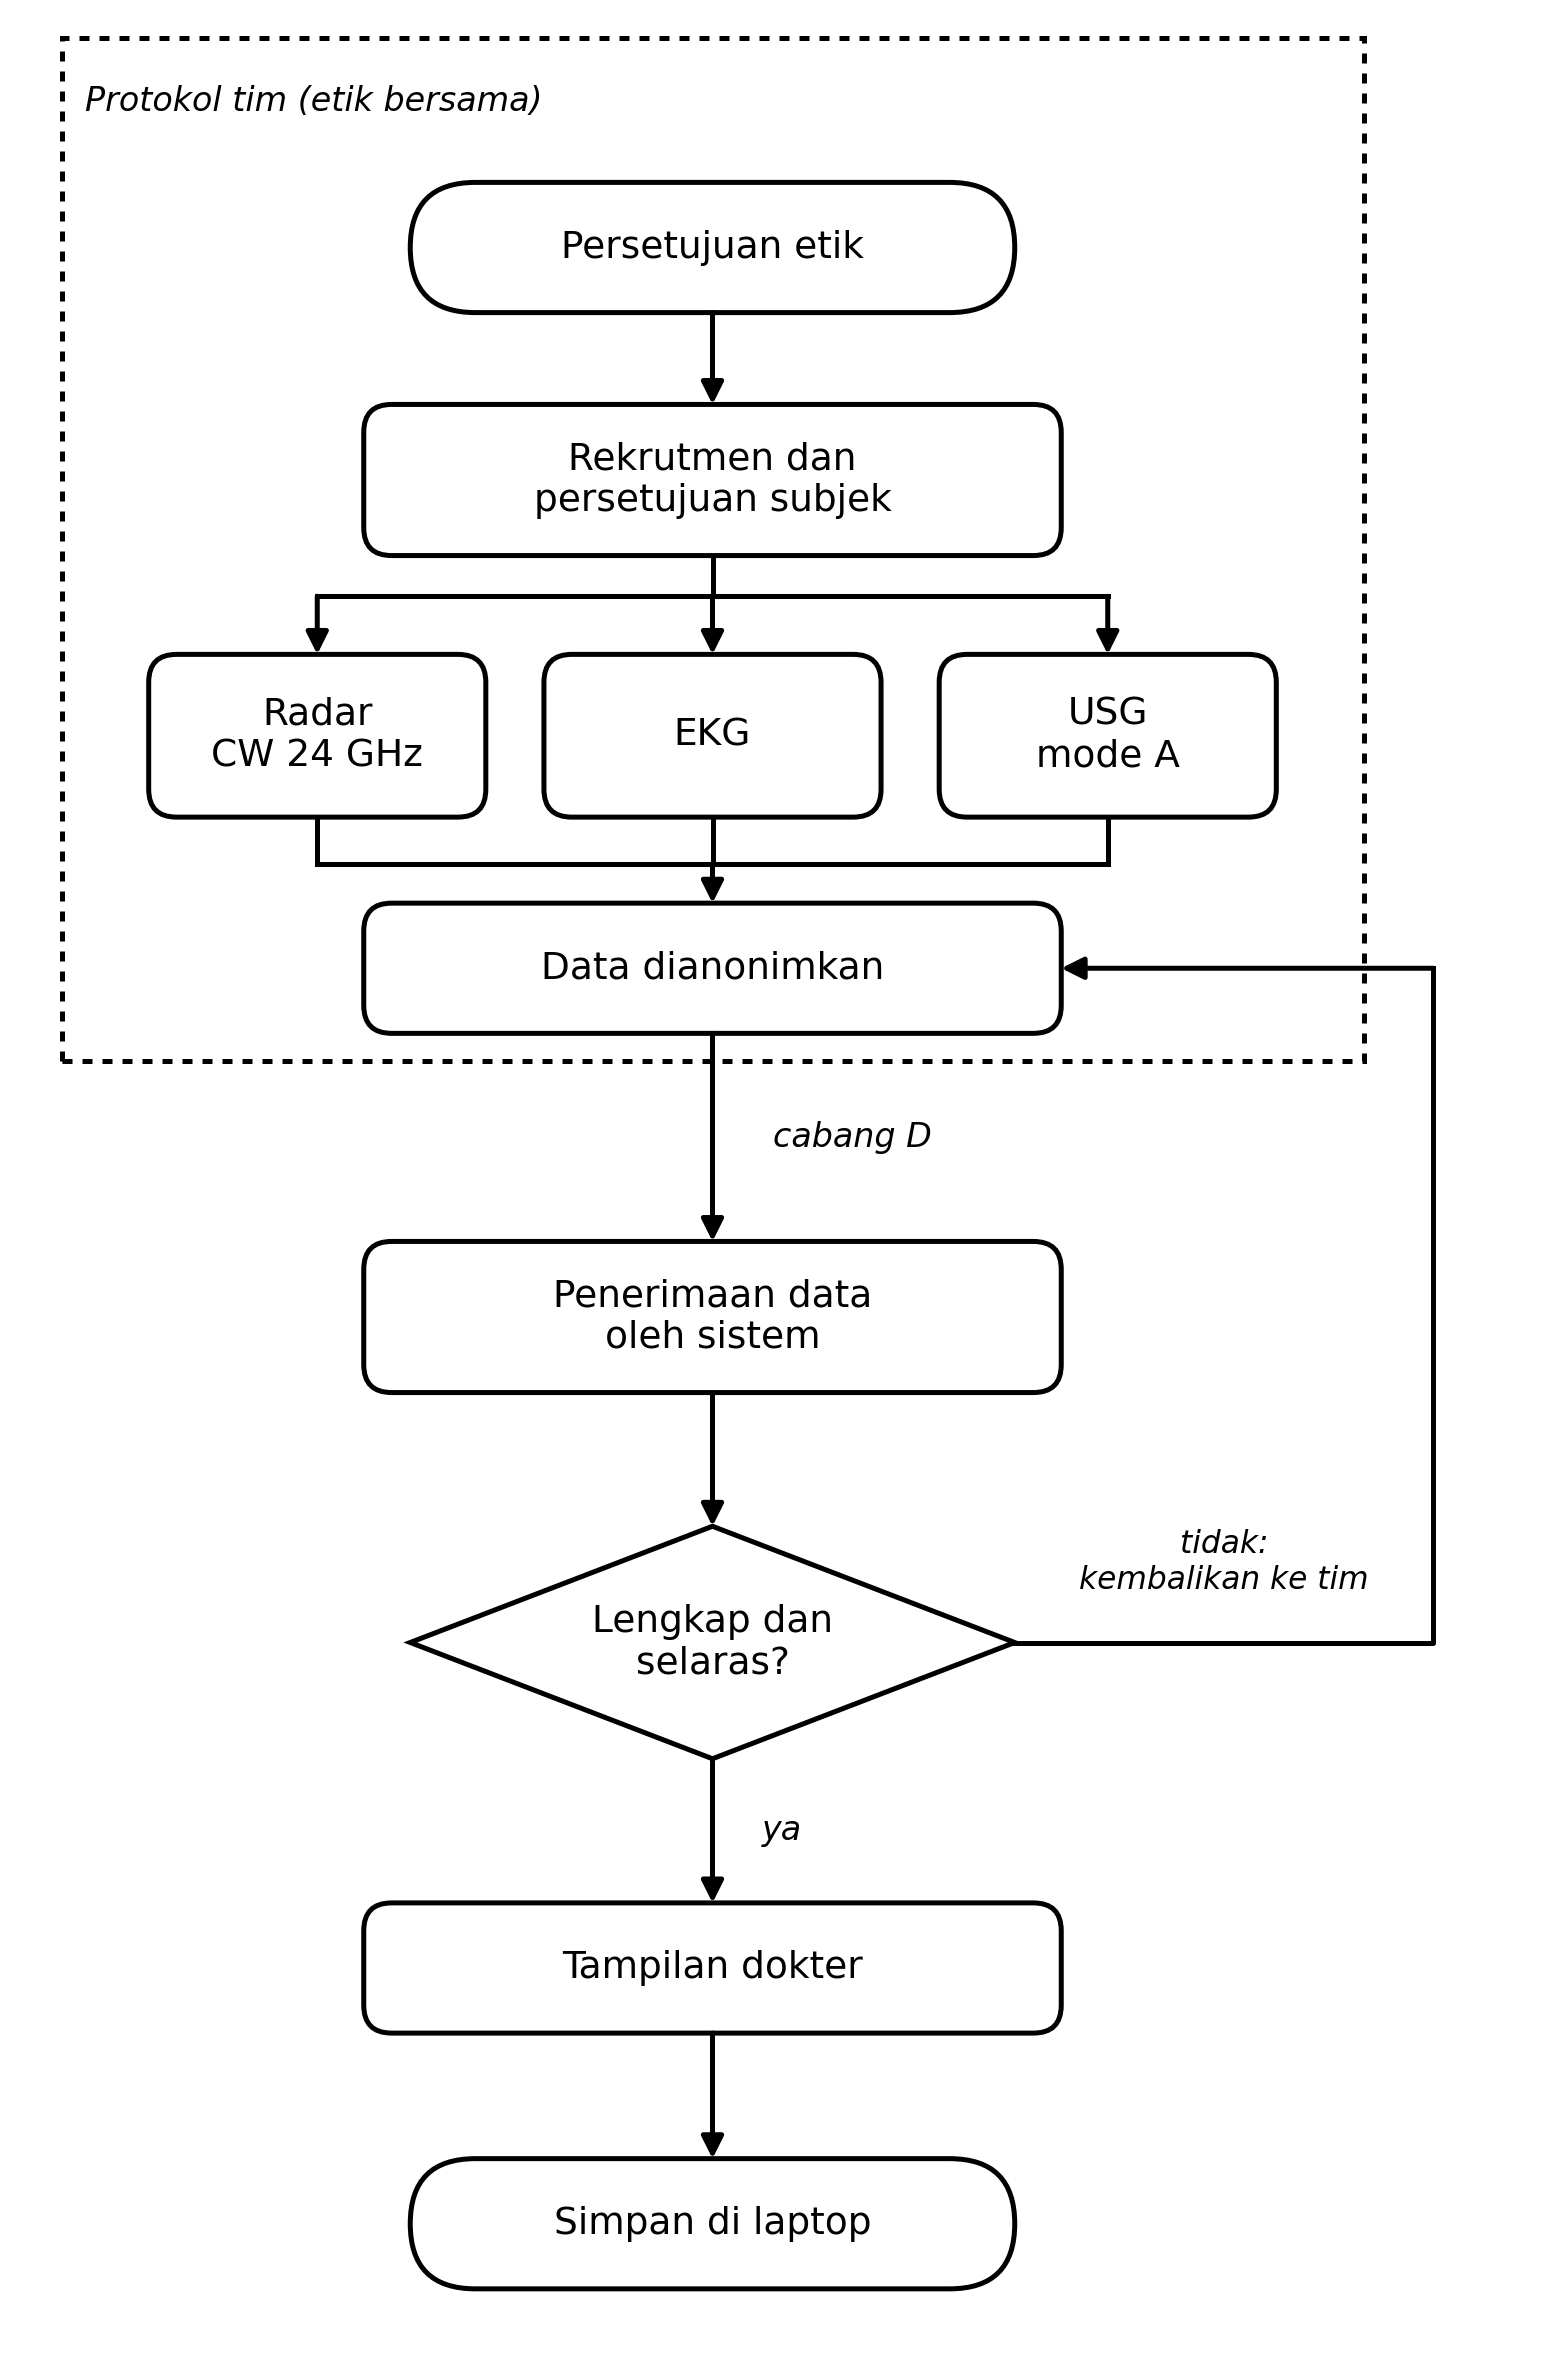 Protokol tim (etik bersama)
Persetujuan etik
Rekrutmen dan
persetujuan subjek
Radar
CW 24 GHz
EKG
USG
mode A
Data dianonimkan
cabang D
Penerimaan data
oleh sistem
tidak:
kembalikan ke tim
Lengkap dan
selaras?
ya
Tampilan dokter
Simpan di laptop